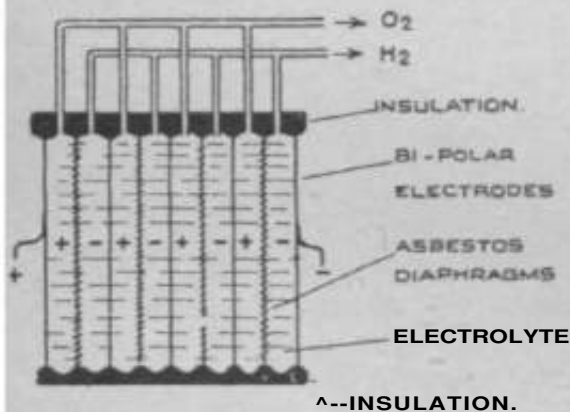 → O2
→ H2
INSULATION.
BI-POLAR
ELECTRODES
+ - + - + - + -
+ -
ASBESTOS
DIAPHRAGMS
ELECTROLYTE
^--INSULATION.